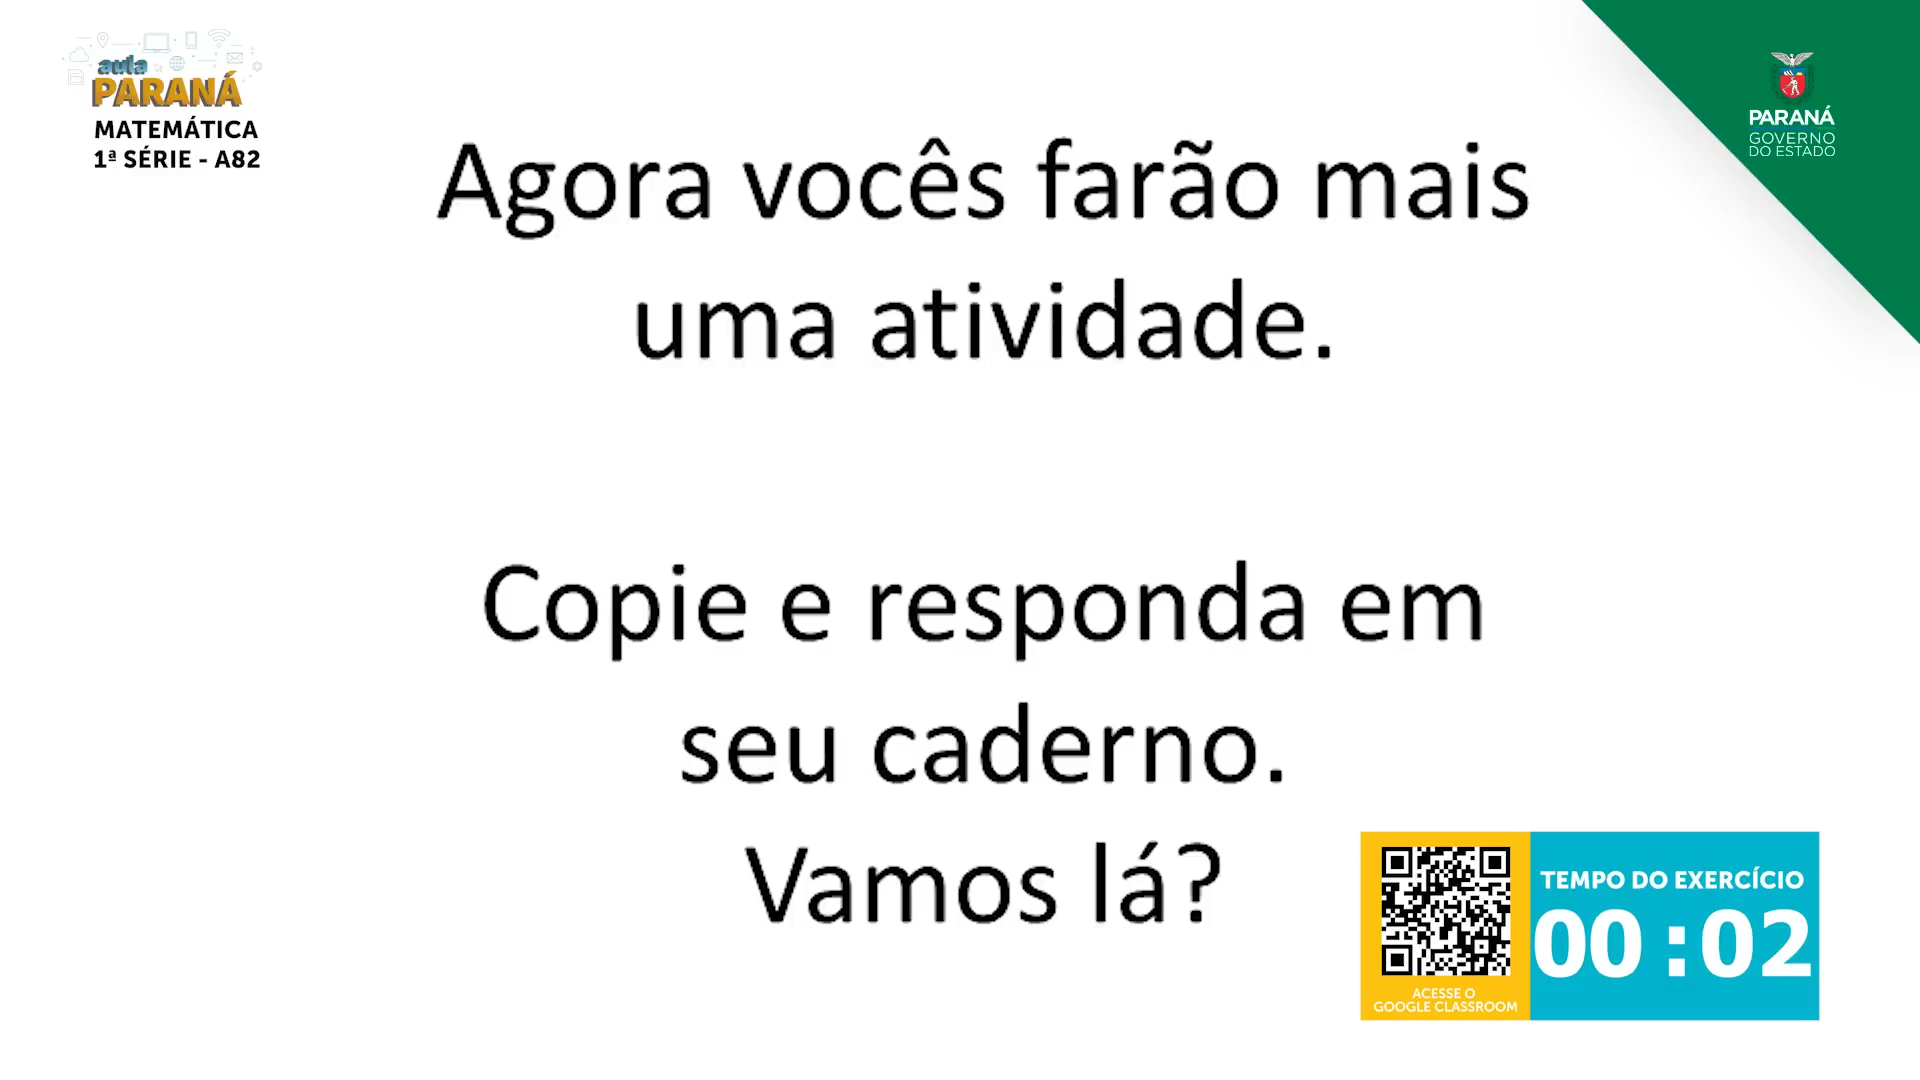 aula
PARANÁ
MATEMÁTICA
1ª SÉRIE - A82
PARANÁ
GOVERNO
DO ESTADO
Agora vocês farão mais
uma atividade.
Copie e responda em
seu caderno.
Vamos lá?
TEMPO DO EXERCÍCIO
00:02
ACESSE O
GOOGLE CLASSROOM